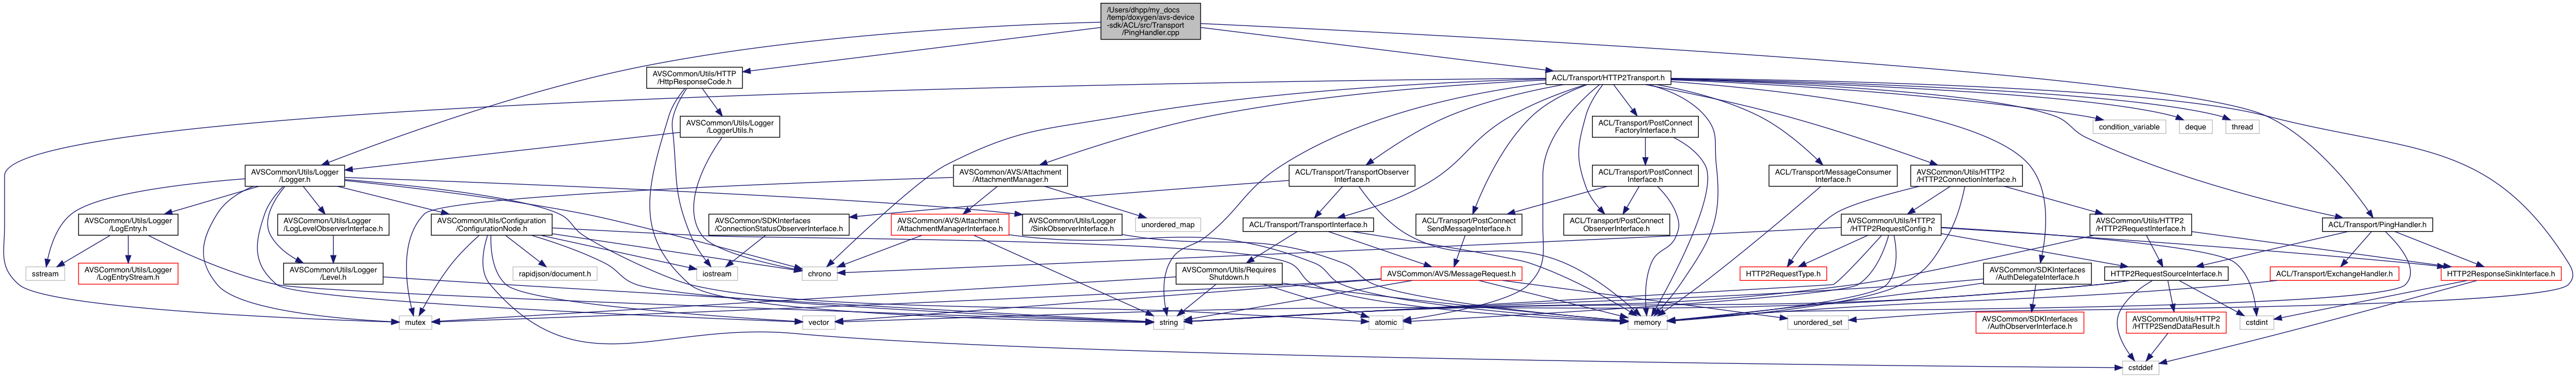 /Users/dhpp/my_docs
/temp/doxygen/avs-device
-sdk/ACL/src/Transport
/PingHandler.cpp
AVSCommon/Utils/HTTP
/HttpResponseCode.h
ACL/Transport/HTTP2Transport.h
AVSCommon/Utils/Logger
/LoggerUtils.h
ACL/Transport/PostConnect
FactoryInterface.h
condition_variable
deque
thread
AVSCommon/Utils/Logger
/Logger.h
AVSCommon/AVS/Attachment
/AttachmentManager.h
ACL/Transport/TransportObserver
Interface.h
ACL/Transport/PostConnect
Interface.h
ACL/Transport/MessageConsumer
Interface.h
AVSCommon/Utils/HTTP2
/HTTP2ConnectionInterface.h
AVSCommon/Utils/Logger
/LogEntry.h
AVSCommon/Utils/Logger
/LogLevelObserverInterface.h
AVSCommon/Utils/Configuration
/ConfigurationNode.h
AVSCommon/SDKInterfaces
/ConnectionStatusObserverInterface.h
AVSCommon/AVS/Attachment
/AttachmentManagerInterface.h
AVSCommon/Utils/Logger
/SinkObserverInterface.h
unordered_map
ACL/Transport/TransportInterface.h
ACL/Transport/PostConnect
SendMessageInterface.h
ACL/Transport/PostConnect
ObserverInterface.h
AVSCommon/Utils/HTTP2
/HTTP2RequestConfig.h
AVSCommon/Utils/HTTP2
/HTTP2RequestInterface.h
ACL/Transport/PingHandler.h
sstream
AVSCommon/Utils/Logger
/LogEntryStream.h
AVSCommon/Utils/Logger
/Level.h
rapidjson/document.h
iostream
chrono
AVSCommon/Utils/Requires
Shutdown.h
AVSCommon/AVS/MessageRequest.h
HTTP2RequestType.h
AVSCommon/SDKInterfaces
/AuthDelegateInterface.h
HTTP2RequestSourceInterface.h
ACL/Transport/ExchangeHandler.h
HTTP2ResponseSinkInterface.h
mutex
vector
string
atomic
memory
unordered_set
AVSCommon/SDKInterfaces
/AuthObserverInterface.h
AVSCommon/Utils/HTTP2
/HTTP2SendDataResult.h
cstdint
cstddef